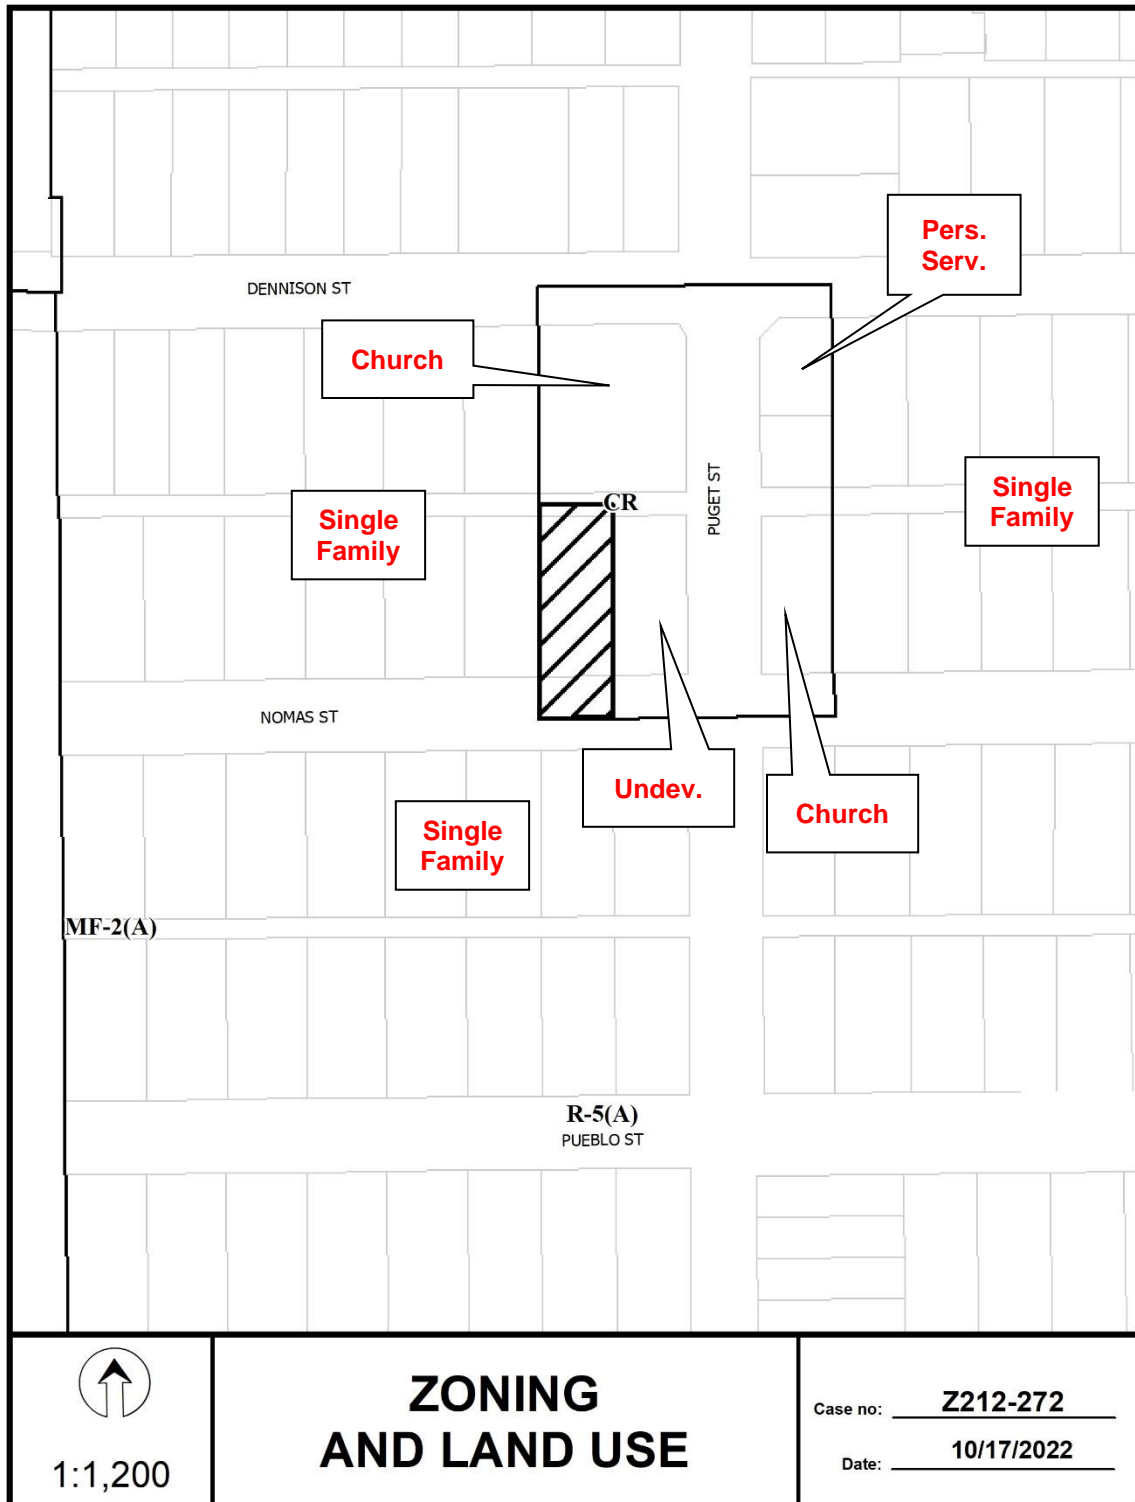 Pers.
Serv.
DENNISON ST
Church
Single
Family
CR
PUGET ST
Single
Family
NOMAS ST
Undev.
Church
Single
Family
MF-2(A)
R-5(A)
PUEBLO ST
1:1,200
ZONING
AND LAND USE
Case no: Z212-272
Date: 10/17/2022